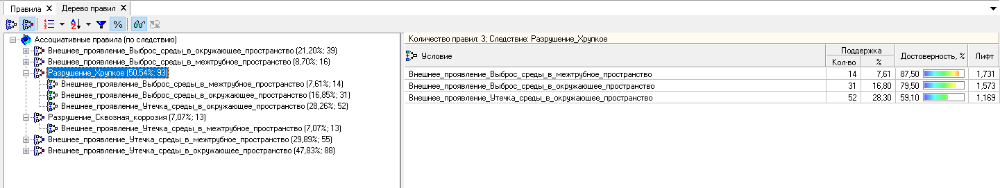 Правила X Дерево правил X
Ассоциативные правила (по следствию)
Внешнее_проявление_Выброс_среды_в_окружающее_пространство (21,20%; 39)
Внешнее_проявление_Выброс_среды_в_межтрубное_пространство (8,70%; 16)
Разрушение_Хрупкое (50,54%; 93)
Внешнее_проявление_Выброс_среды_в_межтрубное_пространство (7,61%; 14)
Внешнее_проявление_Выброс_среды_в_окружающее_пространство (16,85%; 31)
Внешнее_проявление_Утечка_среды_в_окружающее_пространство (28,26%; 52)
Разрушение_Сквозная_коррозия (7,07%; 13)
Внешнее_проявление_Утечка_среды_в_межтрубное_пространство (7,07%; 13)
Внешнее_проявление_Утечка_среды_в_межтрубное_пространство (29,89%; 55)
Внешнее_проявление_Утечка_среды_в_окружающее_пространство (47,83%; 88)
Количество правил: 3; Следствие: Разрушение_Хрупкое
Условие Поддержка Достоверность, % Лифт
Кол-во %
Внешнее_проявление_Выброс_среды_в_межтрубное_пространство 14 7,61 87,50 1,731
Внешнее_проявление_Выброс_среды_в_окружающее_пространство 31 16,80 79,50 1,573
Внешнее_проявление_Утечка_среды_в_окружающее_пространство 52 28,30 59,10 1,169